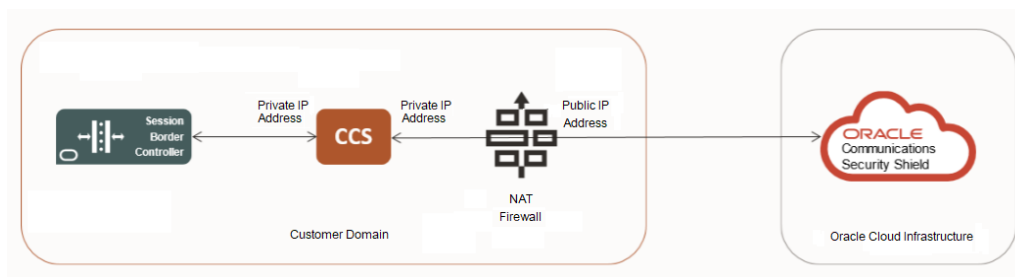 Session
Border
Controller
Private IP
Address
CCS
Private IP
Address
NAT
Firewall
Public IP
Address
Customer Domain
ORACLE
Communications
Security Shield
Oracle Cloud Infrastructure